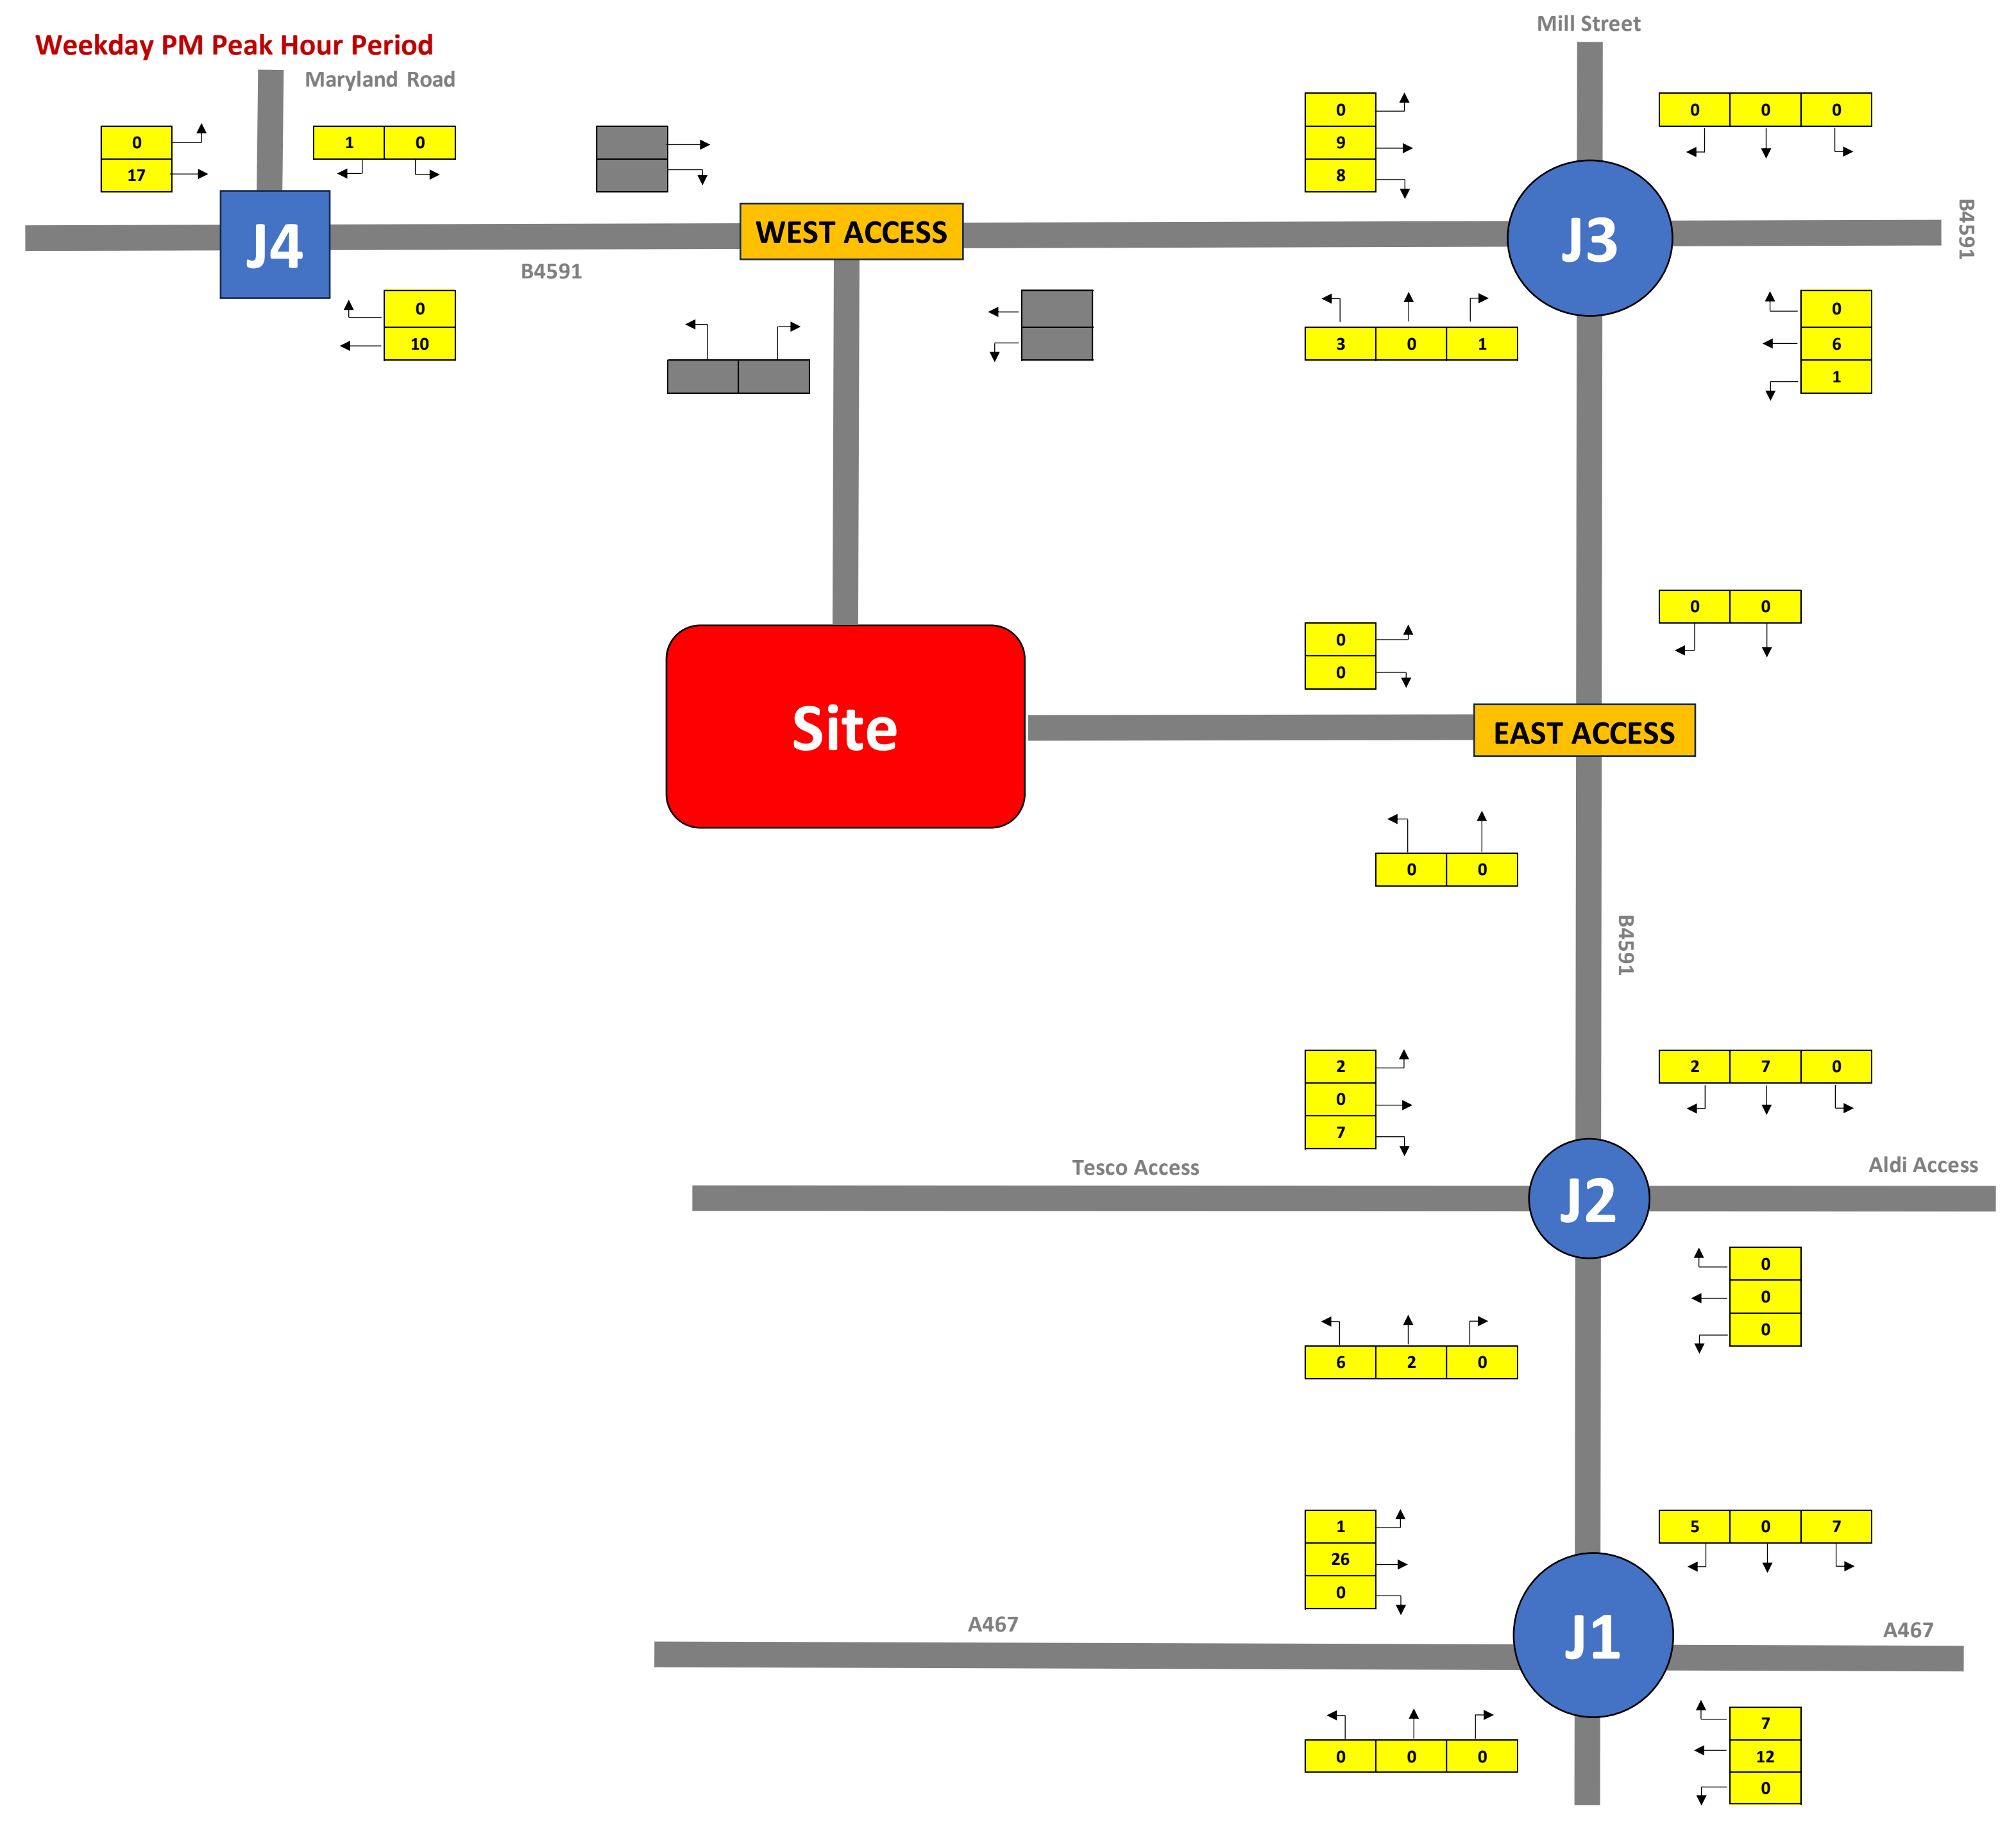 Mill Street
Weekday PM Peak Hour Period
Maryland Road
0
17
1 0
0
9
8
0 0 0
J4
WEST ACCESS
J3
B4591
B4591
0
10
3 0 1
0
6
1
0 0
0
0
Site
EAST ACCESS
0 0
B4591
2
0
7
2 7 0
Tesco Access
Aldi Access
J2
0
0
0
6 2 0
1
26
0
5 0 7
A467
A467
J1
0 0 0
7
12
0